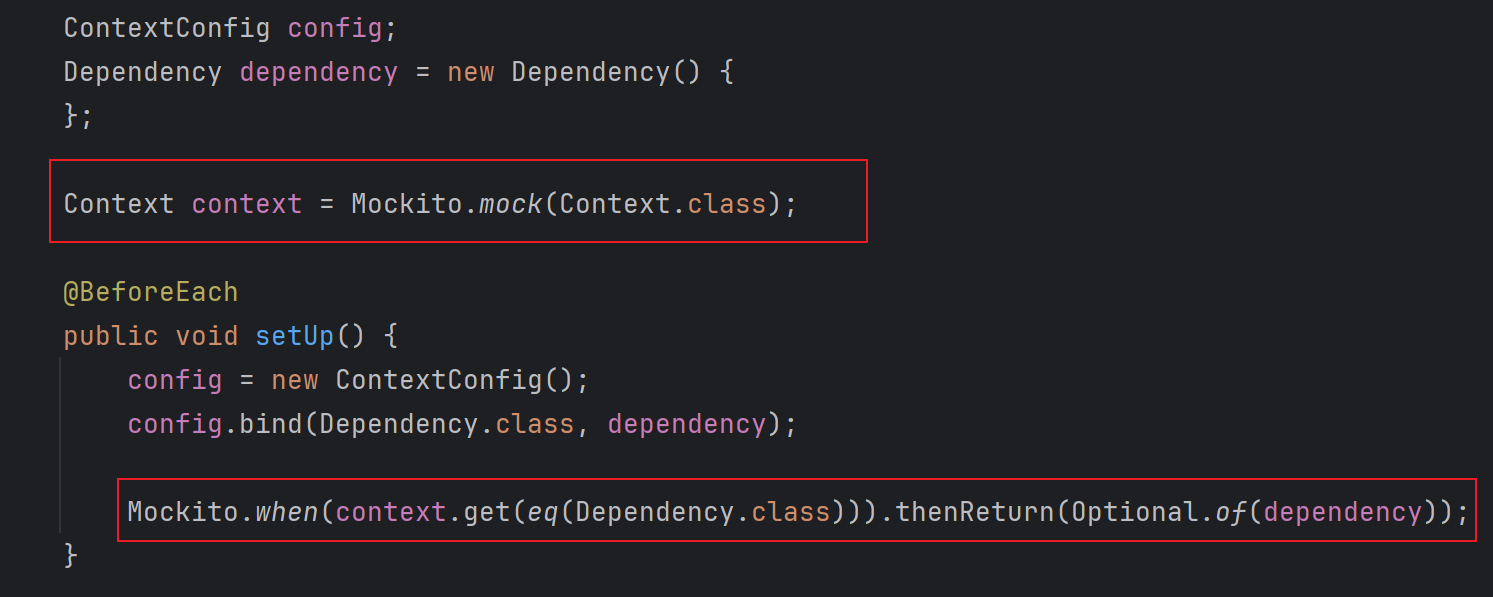 ContextConfig config;
Dependency dependency = new Dependency() {
};
Context context = Mockito.mock(Context.class);
@BeforeEach
public void setUp() {
config = new ContextConfig();
config.bind(Dependency.class, dependency);
Mockito.when(context.get(eq(Dependency.class))).thenReturn(Optional.of(dependency));
}